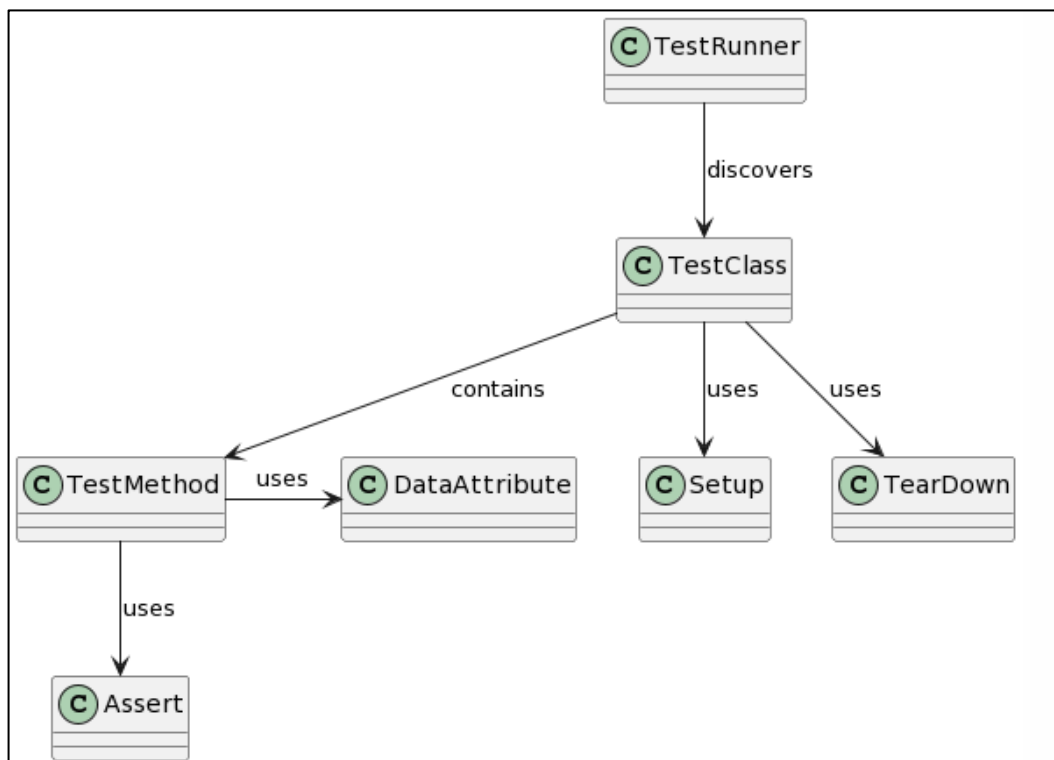 C TestRunner
discovers
C TestClass
contains
uses
uses
C TestMethod
uses
C DataAttribute
C Setup
C TearDown
uses
C Assert